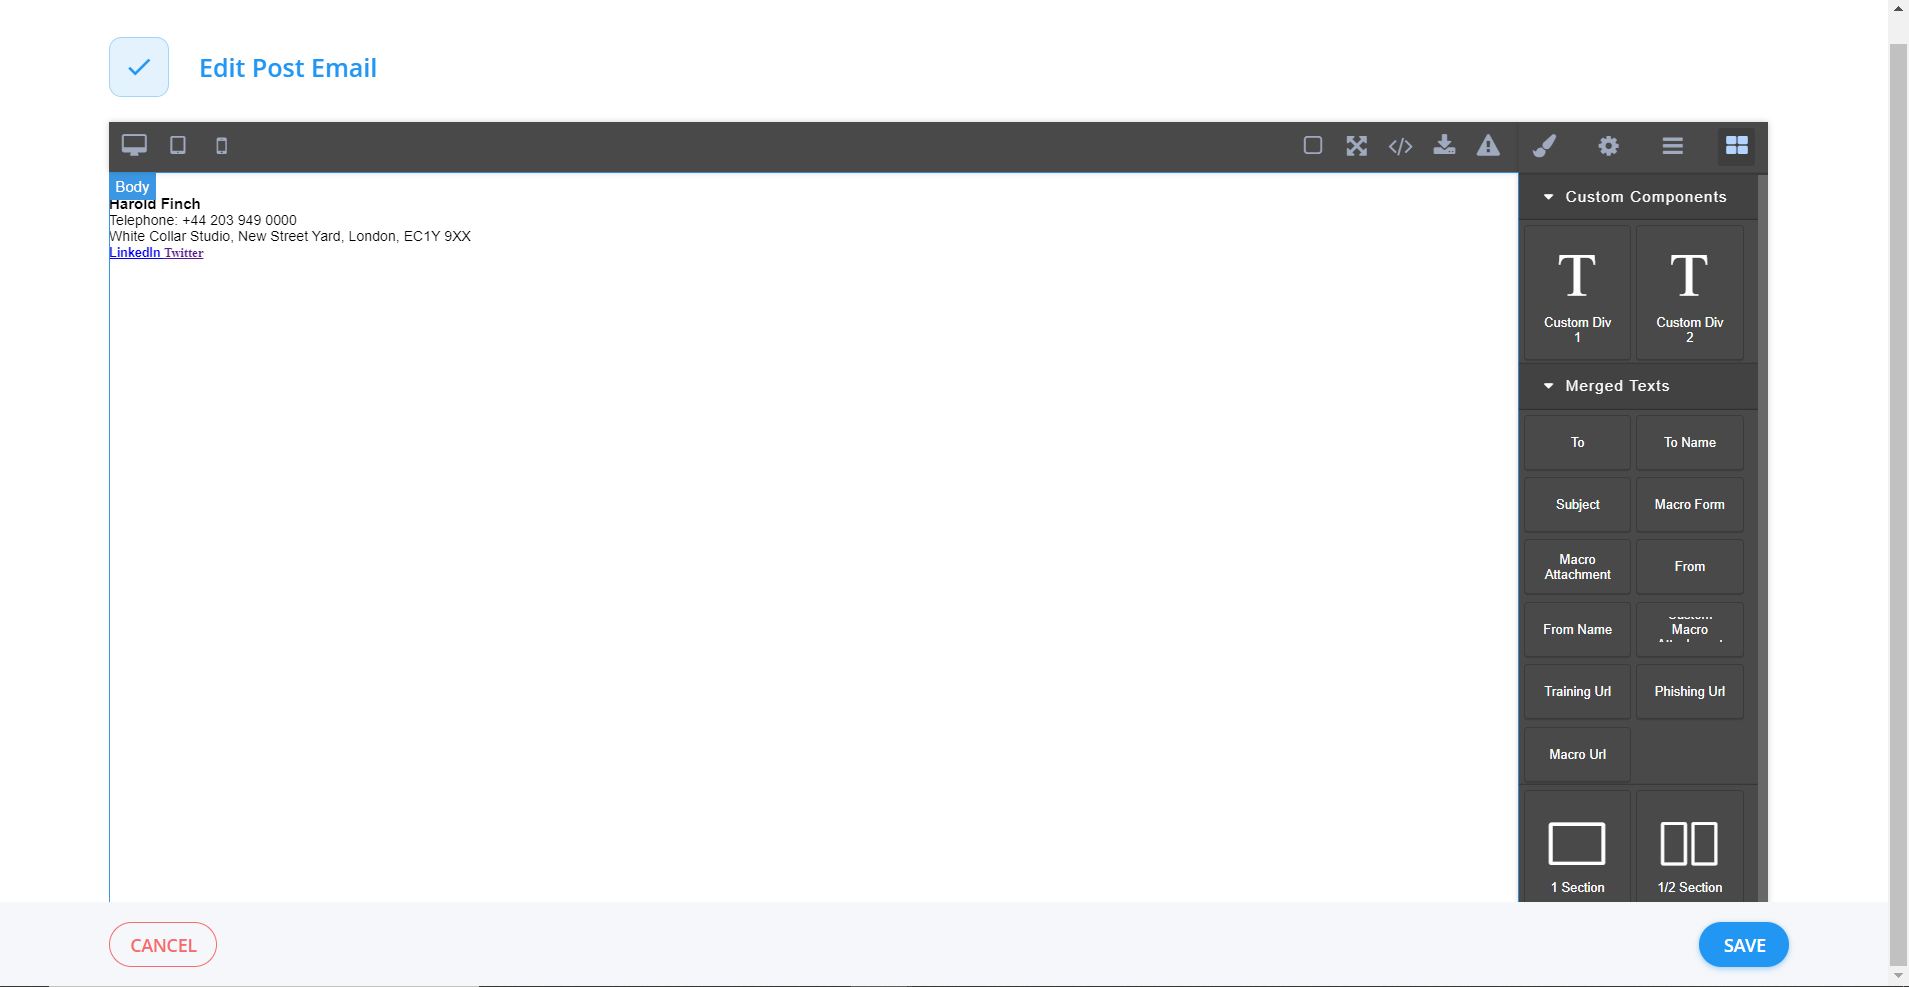 Edit Post Email
Body
Harold Finch
Telephone: +44 203 949 0000
White Collar Studio, New Street Yard, London, EC1Y 9XX
LinkedIn Twitter
Custom Components
Custom Div
1
Custom Div
2
Merged Texts
To
To Name
Subject
Macro Form
Macro
Attachment
From
From Name
Macro
Training Url
Phishing Url
Macro Url
1 Section
1/2 Section
CANCEL
SAVE